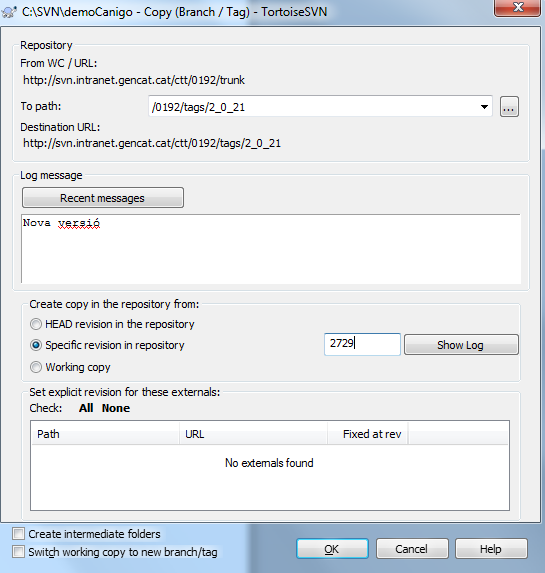 C:\SVN\demoCanigo - Copy (Branch / Tag) - TortoiseSVN
Repository
From WC / URL:
http://svn.intranet.gencat.cat/ctt/0192/trunk
To path: /0192/tags/2_0_21 ...
Destination URL:
http://svn.intranet.gencat.cat/ctt/0192/tags/2_0_21
Log message
Recent messages
Nova versió
Create copy in the repository from:
HEAD revision in the repository
Specific revision in repository 2729 Show Log
Working copy
Set explicit revision for these externals:
Check: All None
Path URL Fixed at rev
No externals found
Create intermediate folders
Switch working copy to new branch/tag OK Cancel Help